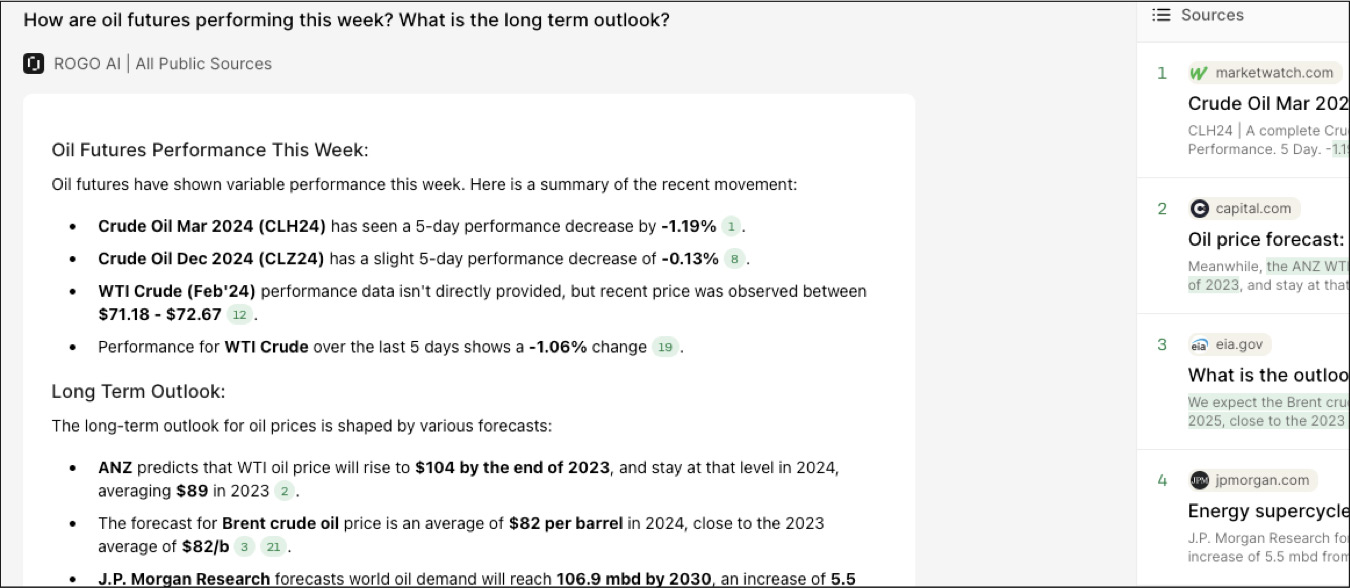 How are oil futures performing this week? What is the long term outlook?
ROGO AI | All Public Sources
Oil Futures Performance This Week:
Oil futures have shown variable performance this week. Here is a summary of the recent movement:
• Crude Oil Mar 2024 (CLH24) has seen a 5-day performance decrease by -1.19% 1 .
• Crude Oil Dec 2024 (CLZ24) has a slight 5-day performance decrease of -0.13% 8 .
• WTI Crude (Feb'24) performance data isn't directly provided, but recent price was observed between
$71.18 - $72.67 12 .
• Performance for WTI Crude over the last 5 days shows a -1.06% change 19 .
Long Term Outlook:
The long-term outlook for oil prices is shaped by various forecasts:
• ANZ predicts that WTI oil price will rise to $104 by the end of 2023, and stay at that level in 2024,
averaging $89 in 2023 2 .
• The forecast for Brent crude oil price is an average of $82 per barrel in 2024, close to the 2023
average of $82/b 3 21 .
• J.P. Morgan Research forecasts world oil demand will reach 106.9 mbd by 2030, an increase of 5.5
Sources
1 marketwatch.com
Crude Oil Mar 202
CLH24 | A complete Cru
Performance. 5 Day. -1.1
2 capital.com
Oil price forecast:
Meanwhile, the ANZ WTI
of 2023, and stay at that
3 eia eia.gov
What is the outloo
We expect the Brent cru
2025, close to the 2023
4 JPM jpmorgan.com
Energy supercycle
J.P. Morgan Research for
increase of 5.5 mbd from